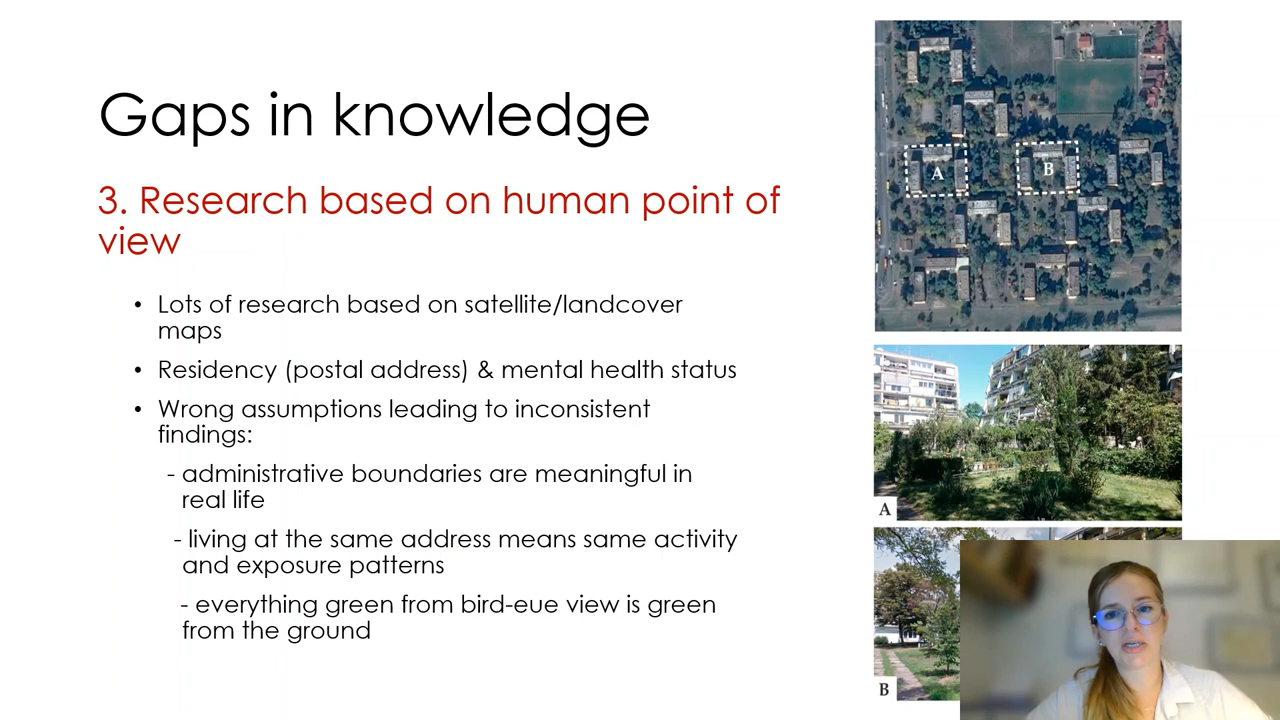 Gaps in knowledge
3. Research based on human point of
view
• Lots of research based on satellite/landcover
maps
• Residency (postal address) & mental health status
• Wrong assumptions leading to inconsistent
findings:
- administrative boundaries are meaningful in
real life
- living at the same address means same activity
and exposure patterns
- everything green from bird-eue view is green
from the ground
A
B
A
B